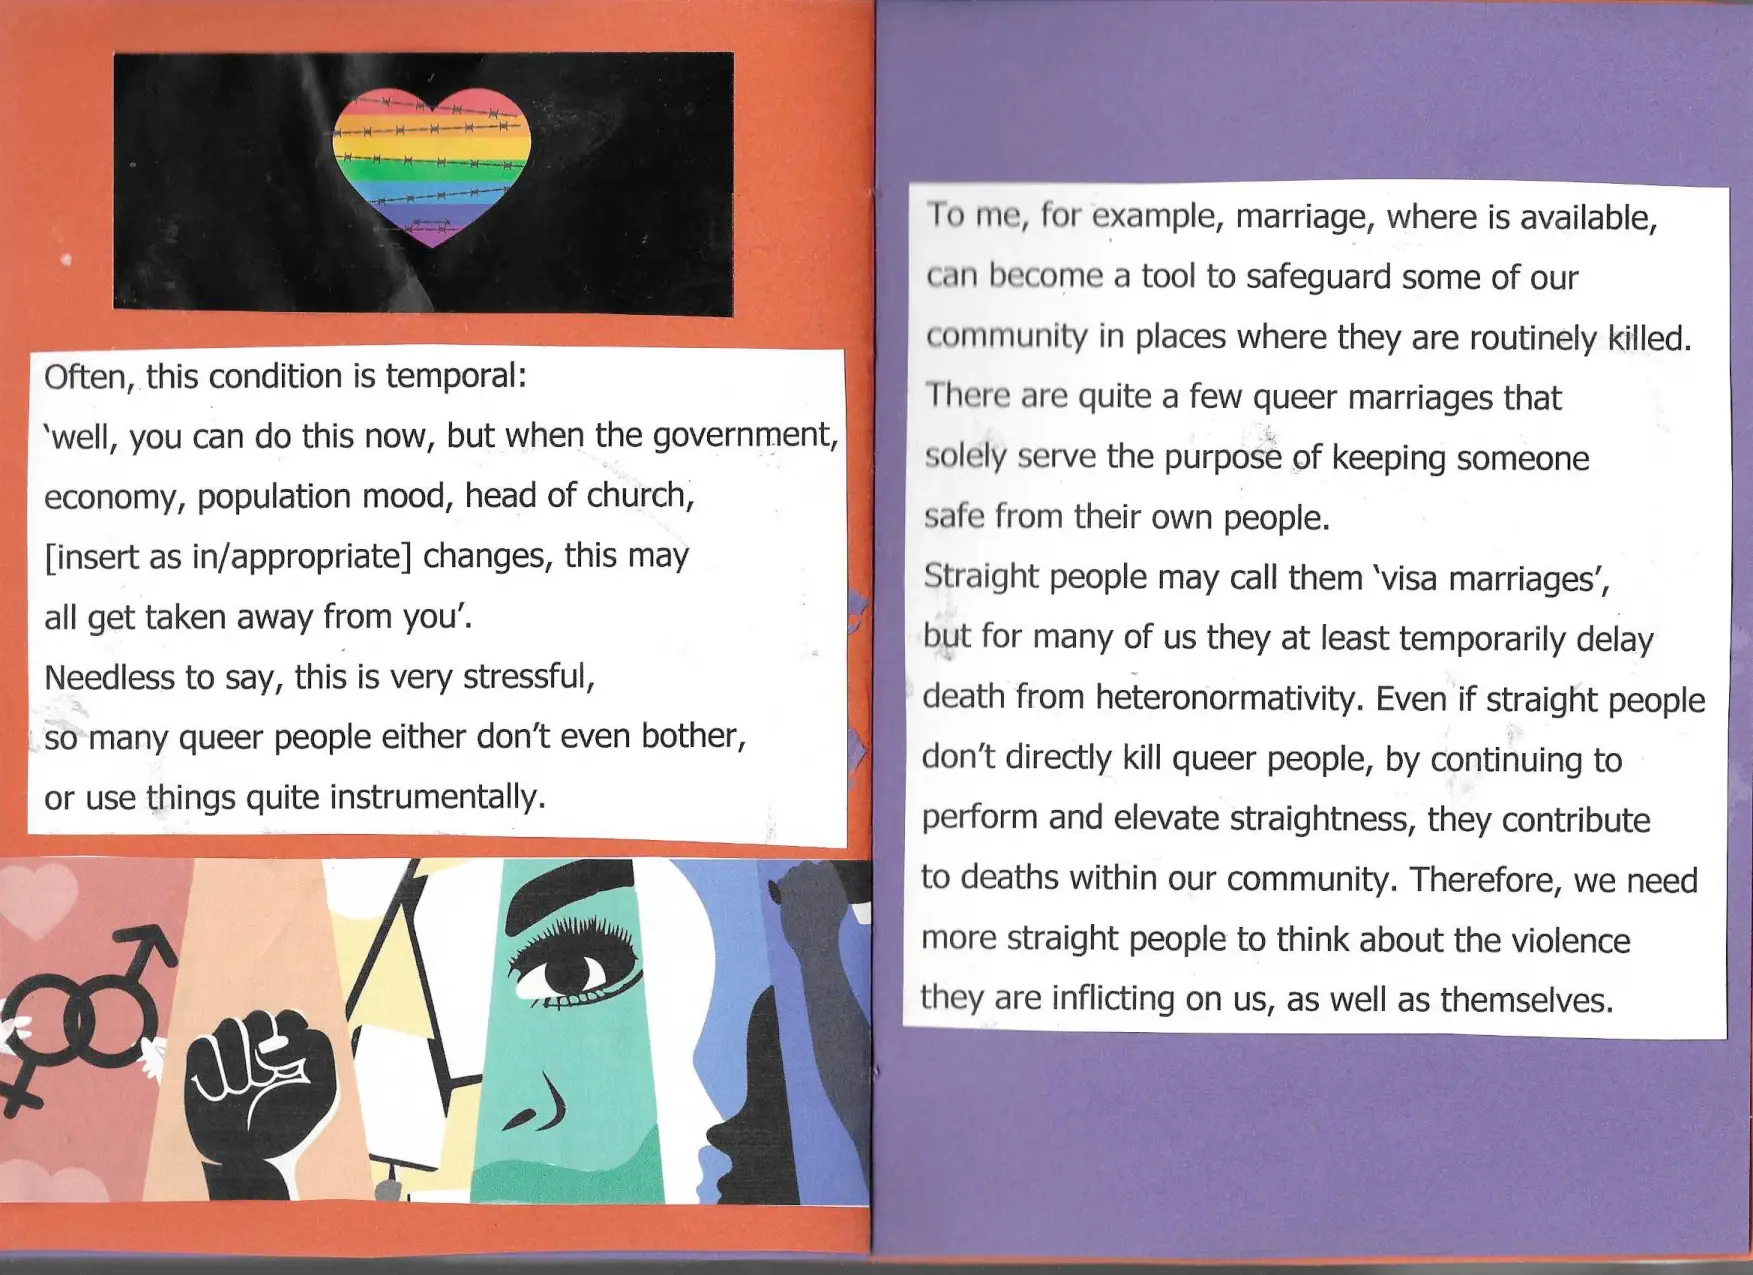 Often, this condition is temporal:
‘well, you can do this now, but when the government,
economy, population mood, head of church,
[insert as in/appropriate] changes, this may
all get taken away from you’.
Needless to say, this is very stressful,
so many queer people either don’t even bother,
or use things quite instrumentally.
To me, for example, marriage, where is available,
can become a tool to safeguard some of our
community in places where they are routinely killed.
There are quite a few queer marriages that
solely serve the purpose of keeping someone
safe from their own people.
Straight people may call them ‘visa marriages’,
but for many of us they at least temporarily delay
death from heteronormativity. Even if straight people
don’t directly kill queer people, by continuing to
perform and elevate straightness, they contribute
to deaths within our community. Therefore, we need
more straight people to think about the violence
they are inflicting on us, as well as themselves.